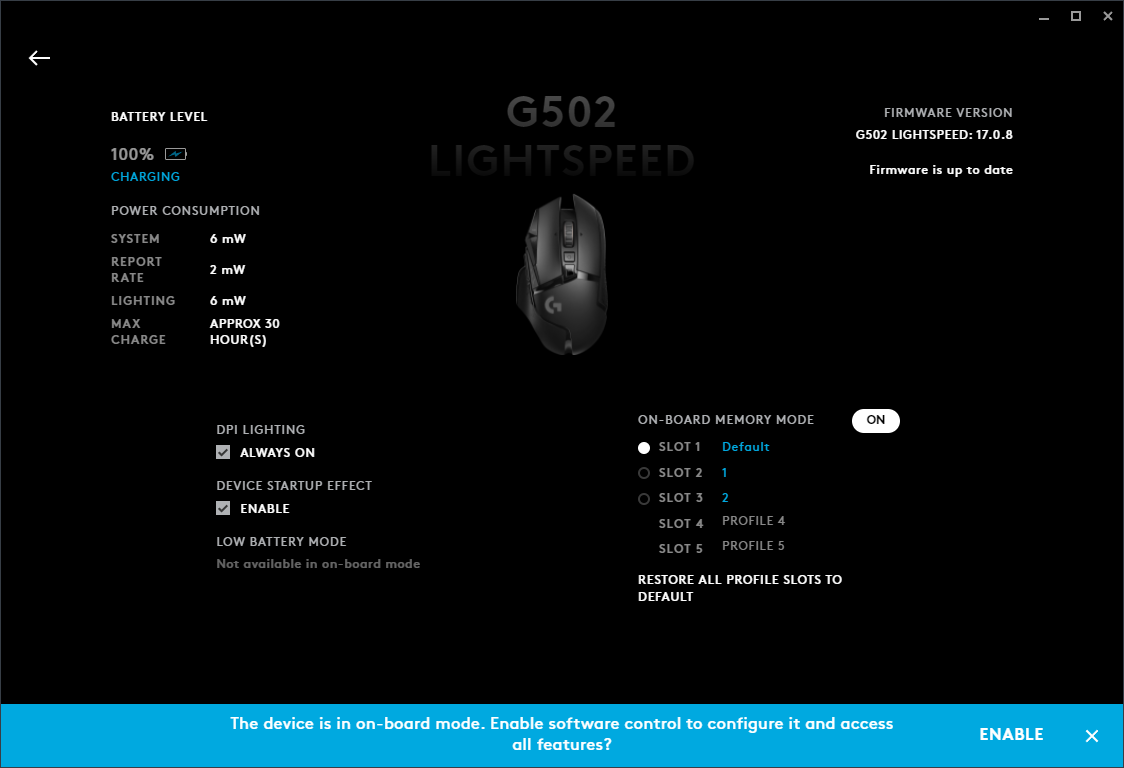 G502
LIGHTSPEED
BATTERY LEVEL
100%
CHARGING
POWER CONSUMPTION
SYSTEM 6 mW
REPORT
RATE
2 mW
LIGHTING 6 mW
MAX
CHARGE
APPROX 30
HOUR(S)
FIRMWARE VERSION
G502 LIGHTSPEED: 17.0.8
Firmware is up to date
DPI LIGHTING
ALWAYS ON
DEVICE STARTUP EFFECT
ENABLE
LOW BATTERY MODE
Not available in on-board mode
ON-BOARD MEMORY MODE ON
SLOT 1 Default
SLOT 2 1
SLOT 3 2
SLOT 4 PROFILE 4
SLOT 5 PROFILE 5
RESTORE ALL PROFILE SLOTS TO
DEFAULT
The device is in on-board mode. Enable software control to configure it and access
all features?
ENABLE